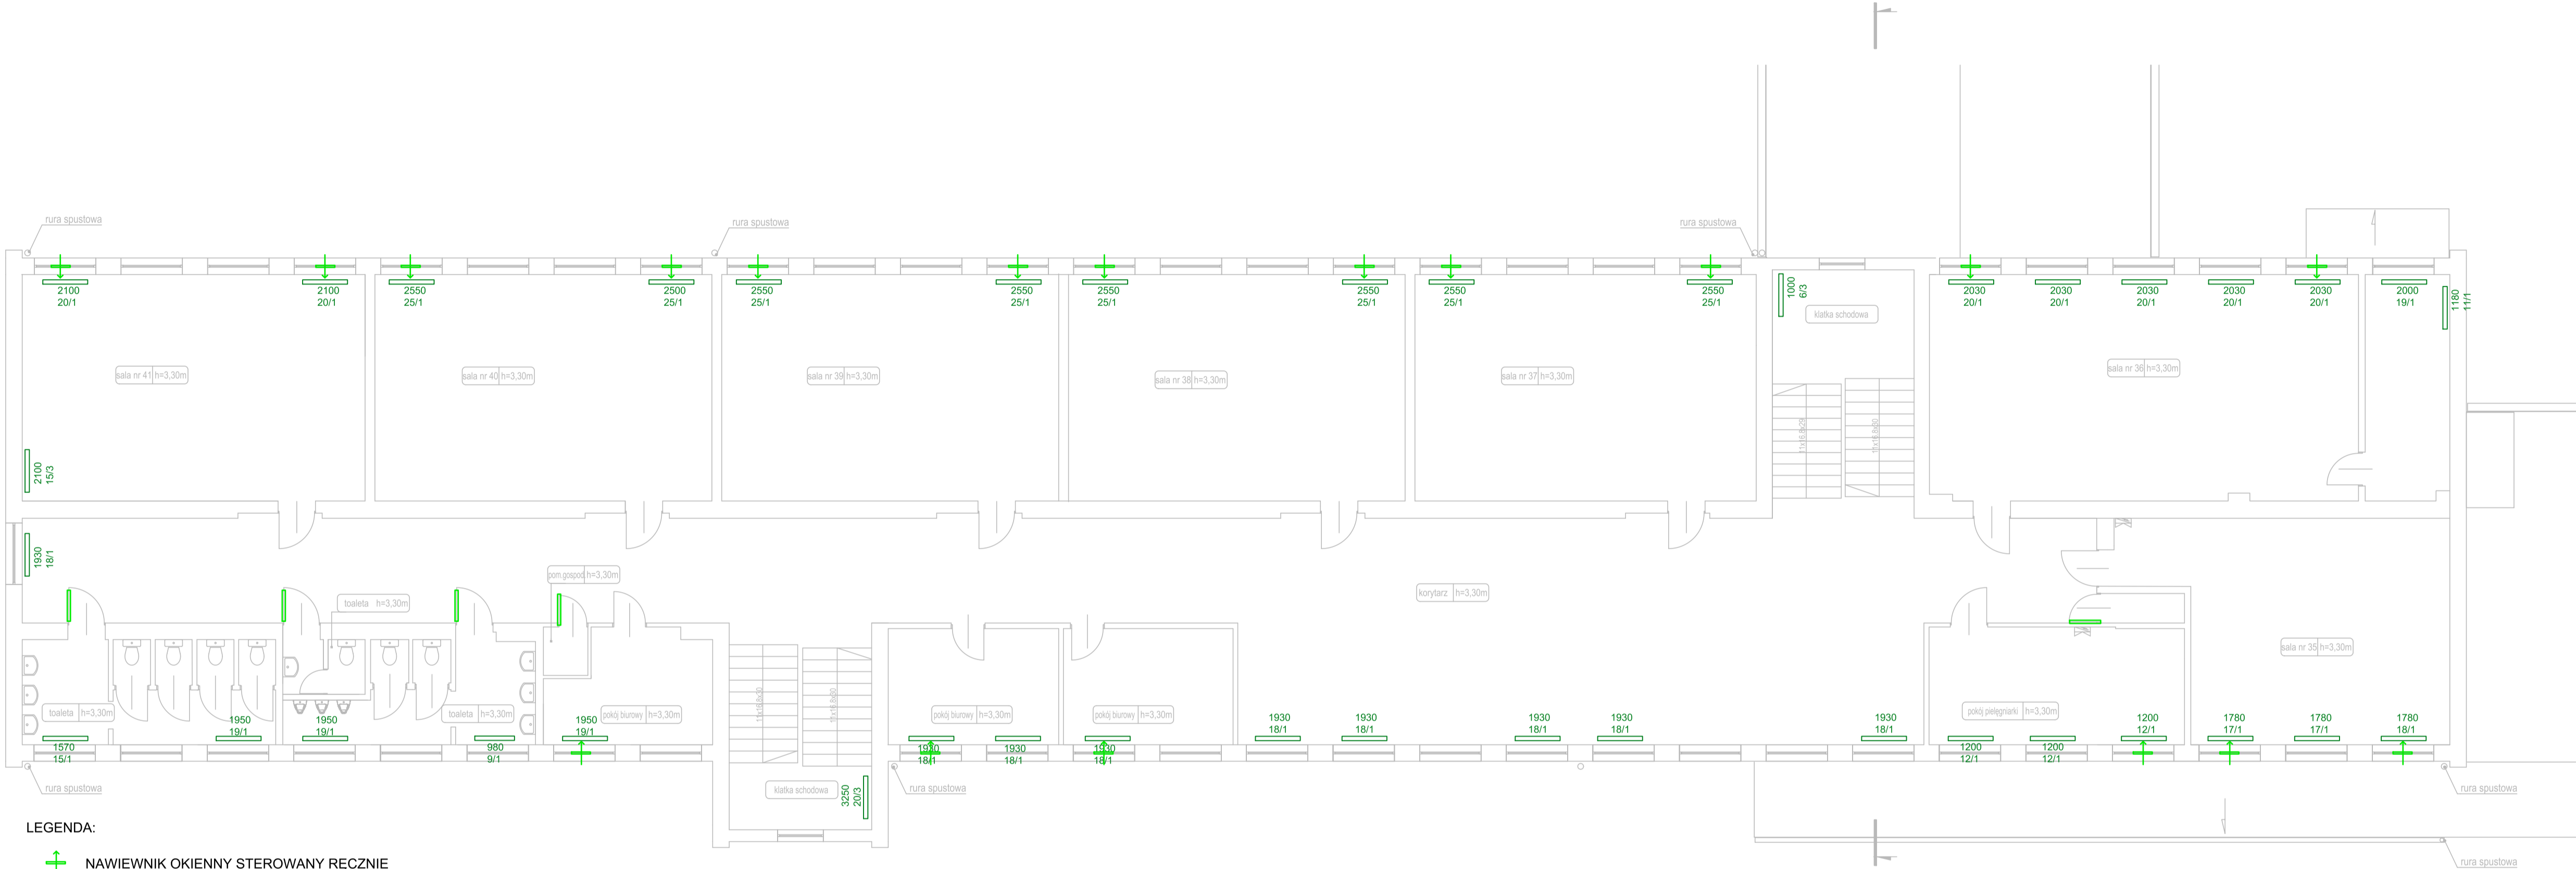 rura spustowa
rura spustowa
rura spustowa
2100
20/1
2100
20/1
2550
25/1
2500
25/1
2550
25/1
2550
25/1
2550
25/1
2550
25/1
2550
25/1
2550
25/1
1000
6/3
klatka schodowa
2030
20/1
2030
20/1
2030
20/1
2030
20/1
2030
20/1
2000
19/1
1180
11/1
sala nr 41 h=3,30m
sala nr 40 h=3,30m
sala nr 39 h=3,30m
sala nr 38 h=3,30m
sala nr 37 h=3,30m
sala nr 36 h=3,30m
11x16,8x29
11x16,8x30
2100
15/3
1930
18/1
pom.gospod. h=3,30m
toaleta h=3,30m
korytarz h=3,30m
sala nr 35 h=3,30m
toaleta h=3,30m
toaleta h=3,30m
pokój biurowy h=3,30m
11x16,8x30
11x16,8x30
pokój biurowy h=3,30m
pokój biurowy h=3,30m
pokój pielęgniarki h=3,30m
1570
15/1
1950
19/1
1950
19/1
980
9/1
1950
19/1
1930
18/1
1930
18/1
1930
18/1
1930
18/1
1930
18/1
1930
18/1
1930
18/1
1930
18/1
1200
12/1
1200
12/1
1200
12/1
1780
17/1
1780
17/1
1780
18/1
rura spustowa
klatka schodowa
3250
20/3
rura spustowa
rura spustowa
LEGENDA:
NAWIEWNIK OKIENNY STEROWANY RĘCZNIE
rura spustowa